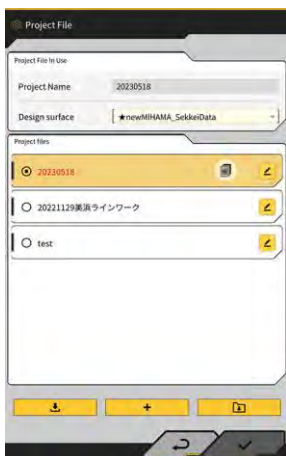 Project File
Project File In Use
Project Name 20230518
Design surface ★newMIHAMA_SekkeiData
Project files
20230518
20221129美浜ラインワーク
test